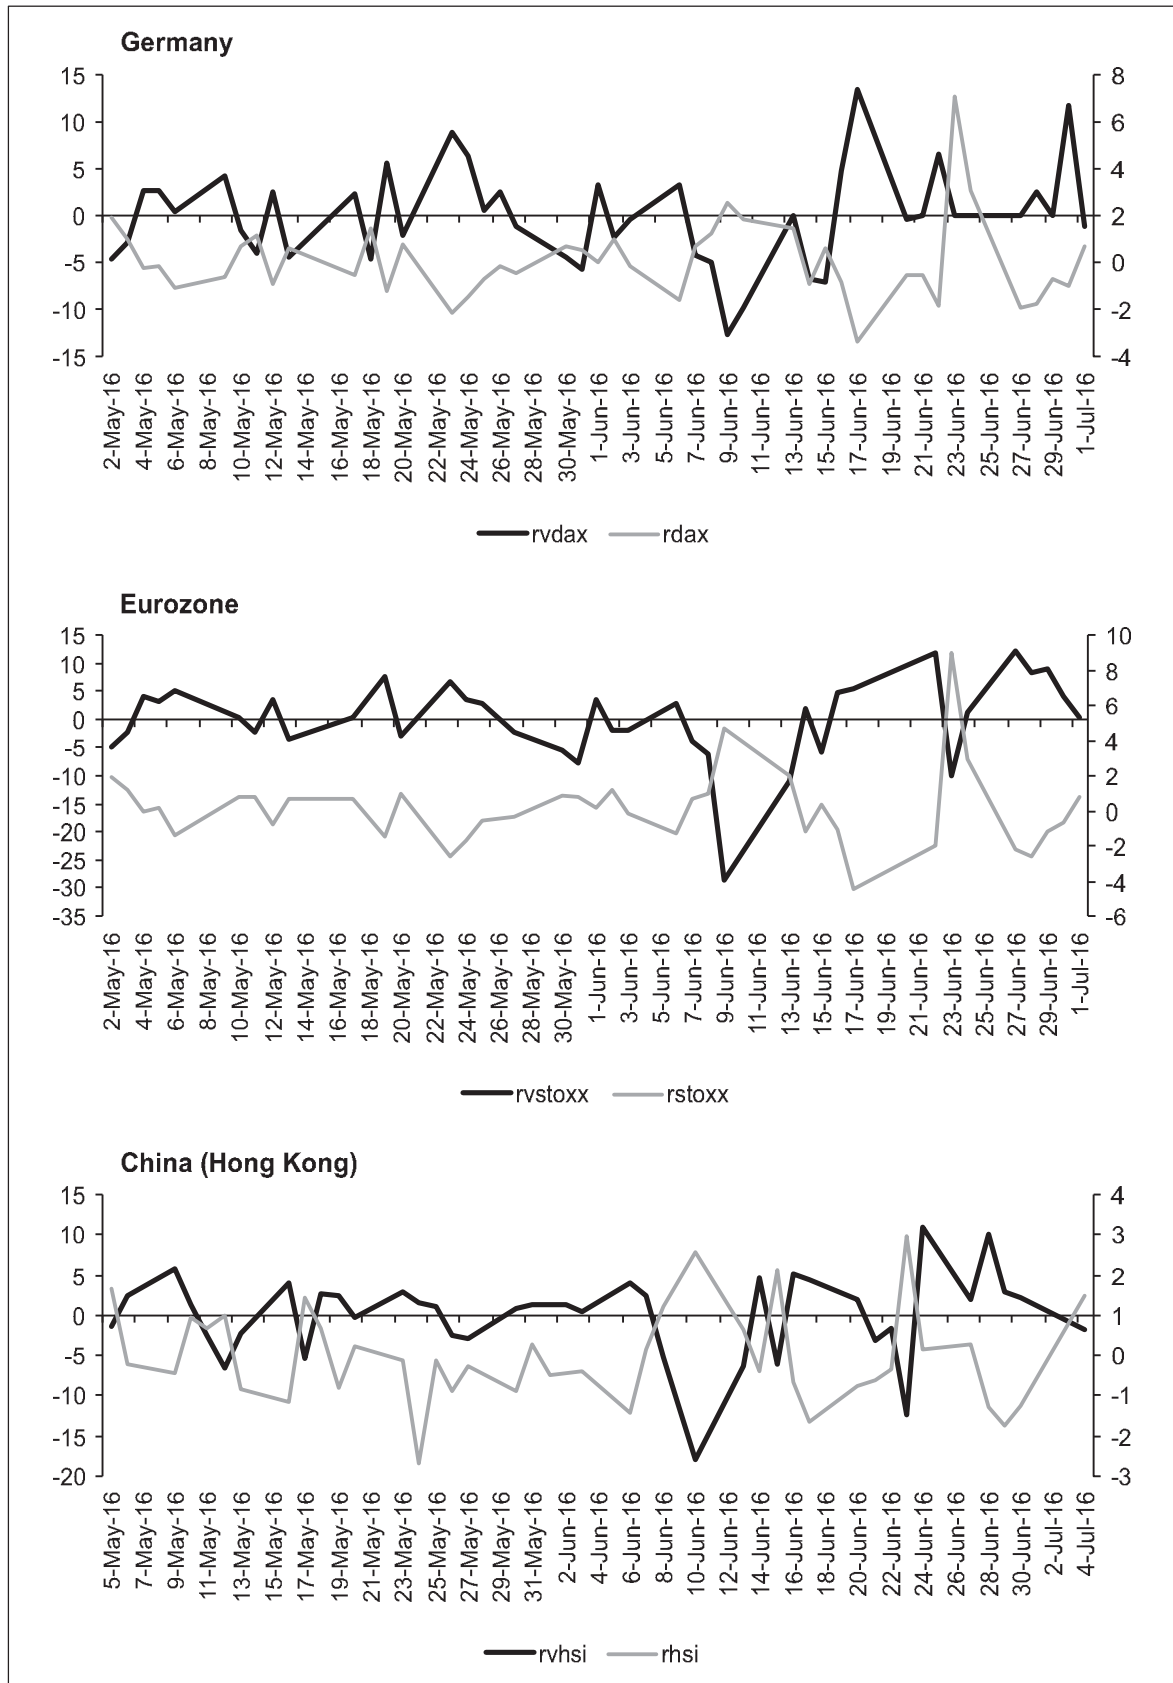 Germany
15 8
10 6
5 4
0 2
-5 0
-10 -2
-15 -4
2-May-16 4-May-16 6-May-16 8-May-16 10-May-16 12-May-16 14-May-16 16-May-16 18-May-16 20-May-16 22-May-16 24-May-16 26-May-16 28-May-16 30-May-16 1-Jun-16 3-Jun-16 5-Jun-16 7-Jun-16 9-Jun-16 11-Jun-16 13-Jun-16 15-Jun-16 17-Jun-16 19-Jun-16 21-Jun-16 23-Jun-16 25-Jun-16 27-Jun-16 29-Jun-16 1-Jul-16
rvdax rdax
Eurozone
15 10
10 8
5 6
0 4
-5 2
-10 0
-15 -2
-20 -4
-25 -6
-30
-35
2-May-16 4-May-16 6-May-16 8-May-16 10-May-16 12-May-16 14-May-16 16-May-16 18-May-16 20-May-16 22-May-16 24-May-16 26-May-16 28-May-16 30-May-16 1-Jun-16 3-Jun-16 5-Jun-16 7-Jun-16 9-Jun-16 11-Jun-16 13-Jun-16 15-Jun-16 17-Jun-16 19-Jun-16 21-Jun-16 23-Jun-16 25-Jun-16 27-Jun-16 29-Jun-16 1-Jul-16
rvstoxx rstoxx
China (Hong Kong)
15 4
10 3
5 2
0 1
-5 0
-10 -1
-15 -2
-20 -3
5-May-16 7-May-16 9-May-16 11-May-16 13-May-16 15-May-16 17-May-16 19-May-16 21-May-16 23-May-16 25-May-16 27-May-16 29-May-16 31-May-16 2-Jun-16 4-Jun-16 6-Jun-16 8-Jun-16 10-Jun-16 12-Jun-16 14-Jun-16 16-Jun-16 18-Jun-16 20-Jun-16 22-Jun-16 24-Jun-16 26-Jun-16 28-Jun-16 30-Jun-16 2-Jul-16 4-Jul-16
rvhsi rhsi